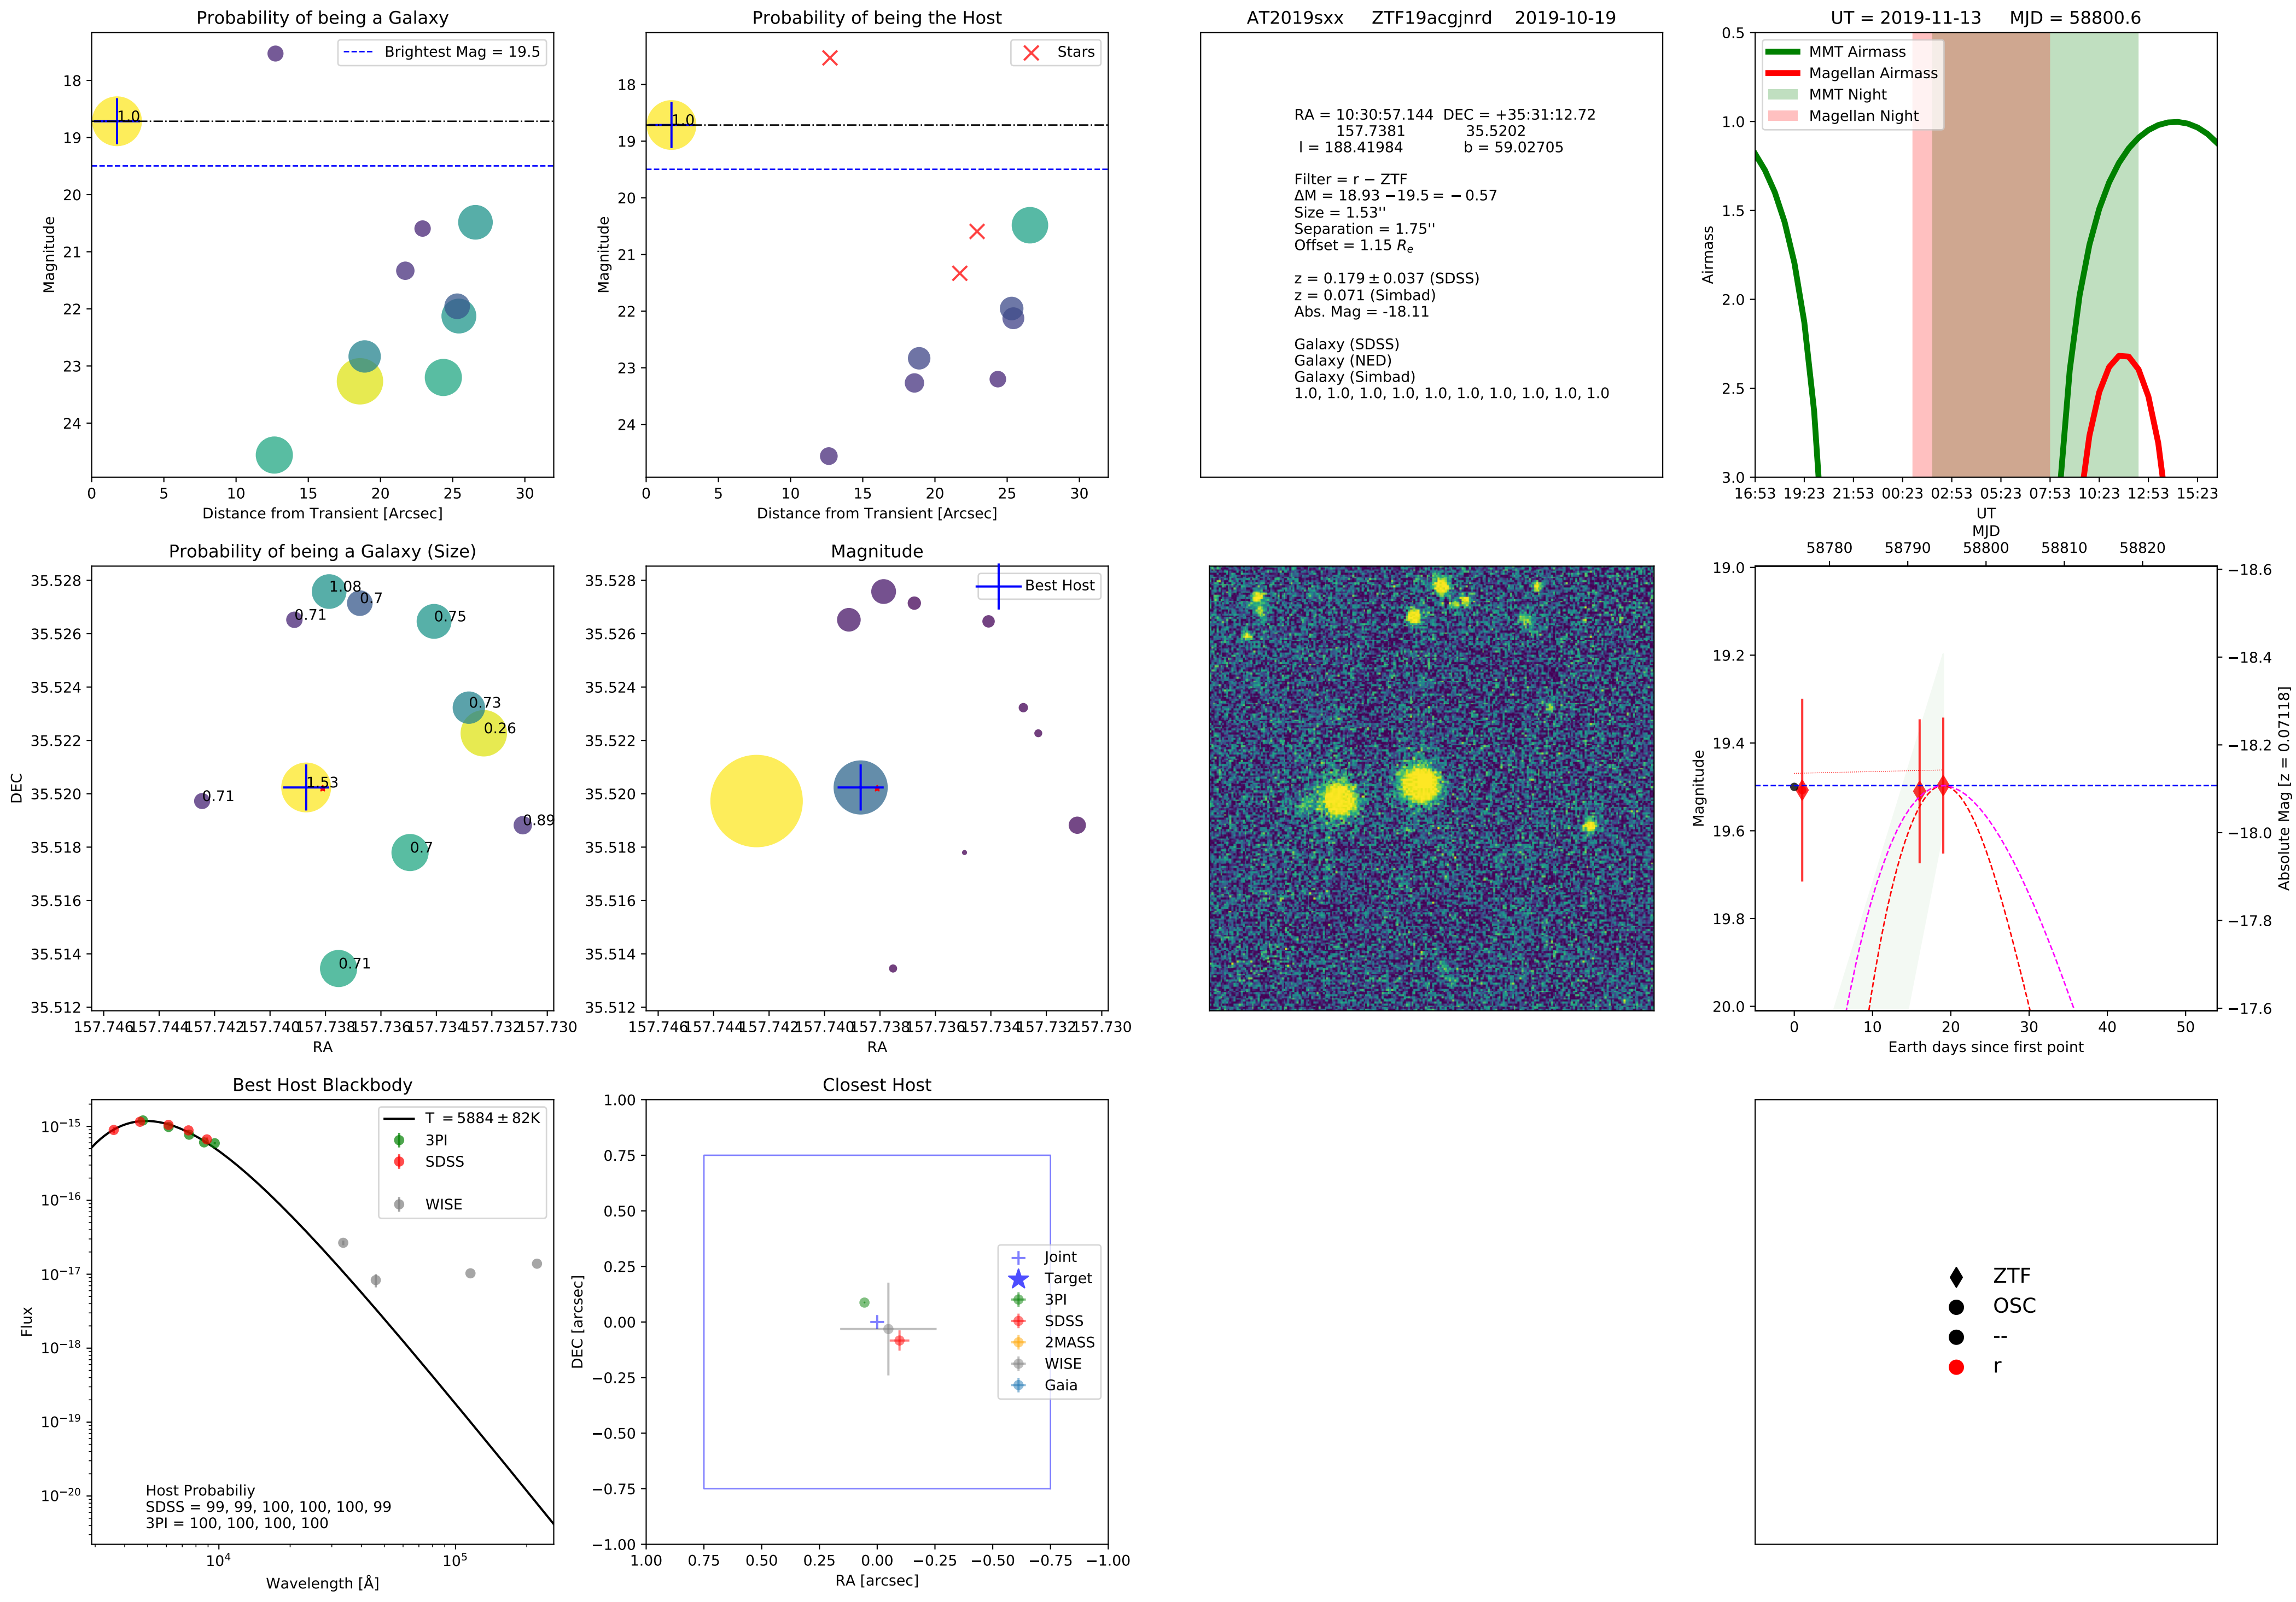 Probability of being a Galaxy
Brightest Mag = 19.5
1.0
18
19
20
21
22
23
24
Magnitude
0 5 10 15 20 25 30
Distance from Transient [Arcsec]
Probability of being the Host
Stars
1.0
18
19
20
21
22
23
24
Magnitude
0 5 10 15 20 25 30
Distance from Transient [Arcsec]
AT2019sxx ZTF19acgjnrd 2019-10-19
RA = 10:30:57.144 DEC = +35:31:12.72
157.7381 35.5202
l = 188.41984 b = 59.02705
Filter = r − ZTF
ΔM = 18.93 −19.5 = −0.57
Size = 1.53''
Separation = 1.75''
Offset = 1.15 Re
z = 0.179 ± 0.037 (SDSS)
z = 0.071 (Simbad)
Abs. Mag = -18.11
Galaxy (SDSS)
Galaxy (NED)
Galaxy (Simbad)
1.0, 1.0, 1.0, 1.0, 1.0, 1.0, 1.0, 1.0, 1.0, 1.0
UT = 2019-11-13 MJD = 58800.6
MMT Airmass
Magellan Airmass
MMT Night
Magellan Night
0.5
1.0
1.5
2.0
2.5
3.0
Airmass
16:53 19:23 21:53 00:23 02:53 05:23 07:53 10:23 12:53 15:23
UT
Probability of being a Galaxy (Size)
35.528
35.526
35.524
35.522
35.520
35.518
35.516
35.514
35.512
DEC
1.08
0.7
0.71
0.75
0.73
0.26
1.53
0.71
0.89
0.7
0.71
157.746 157.744 157.742 157.740 157.738 157.736 157.734 157.732 157.730
RA
Magnitude
Best Host
35.528
35.526
35.524
35.522
35.520
35.518
35.516
35.514
35.512
157.746 157.744 157.742 157.740 157.738 157.736 157.734 157.732 157.730
RA
MJD
58780 58790 58800 58810 58820
19.0
19.2
19.4
19.6
19.8
20.0
Magnitude
−18.6
−18.4
−18.2
−18.0
−17.8
−17.6
Absolute Mag [z = 0.07118]
0 10 20 30 40 50
Earth days since first point
Best Host Blackbody
T = 5884 ± 82K
3PI
SDSS
WISE
10−15
10−16
10−17
10−18
10−19
10−20
Flux
Host Probabiliy
SDSS = 99, 99, 100, 100, 100, 99
3PI = 100, 100, 100, 100
104 105
Wavelength [Å]
Closest Host
1.00
0.75
0.50
0.25
0.00
−0.25
−0.50
−0.75
−1.00
DEC [arcsec]
Joint
Target
3PI
SDSS
2MASS
WISE
Gaia
1.00 0.75 0.50 0.25 0.00 −0.25 −0.50 −0.75 −1.00
RA [arcsec]
ZTF
OSC
--
r